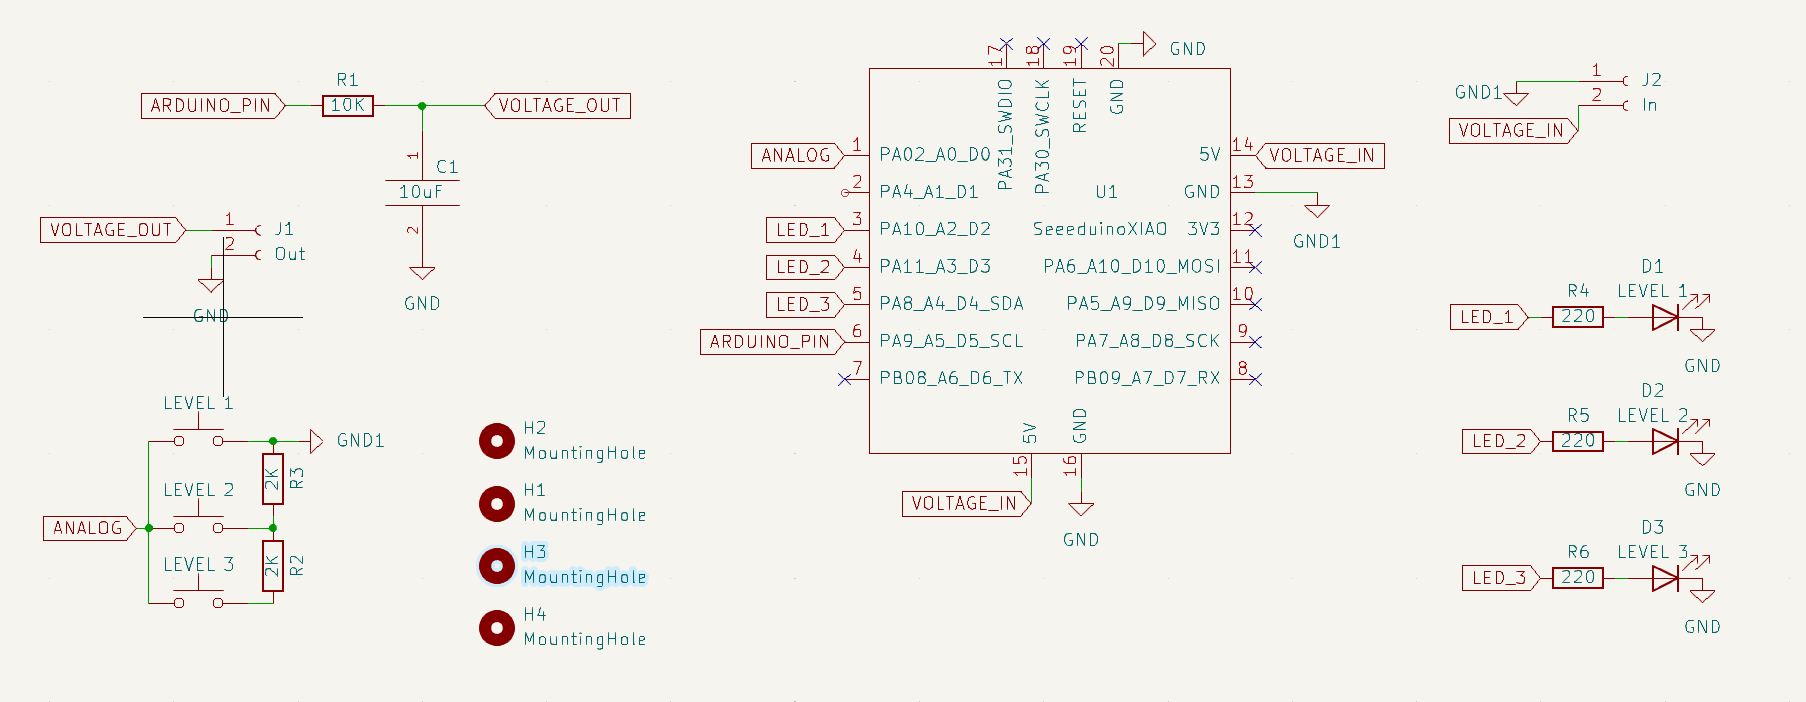 R1
ARDUINO_PIN
10K
VOLTAGE_OUT
1
C1
10uF
2
GND
VOLTAGE_OUT
1
J1
2
Out
GND
LEVEL 1
GND1
2K
R3
LEVEL 2
ANALOG
LEVEL 3
2K
R2
H2
MountingHole
H1
MountingHole
H3
MountingHole
H4
MountingHole
17
18
19
20
GND
PA31_SWDIO
PA30_SWCLK
RESET
GND
ANALOG
1
PA02_A0_D0
2
PA4_A1_D1
LED_1
3
PA10_A2_D2
LED_2
4
PA11_A3_D3
LED_3
5
PA8_A4_D4_SDA
ARDUINO_PIN
6
PA9_A5_D5_SCL
7
PB08_A6_D6_TX
U1
SeeeduinoXIAO
5V
14
VOLTAGE_IN
GND
13
GND1
3V3
12
PA6_A10_D10_MOSI
11
PA5_A9_D9_MISO
10
PA7_A8_D8_SCK
9
PB09_A7_D7_RX
8
5V
GND
15
16
VOLTAGE_IN
GND
1
J2
GND1
2
In
VOLTAGE_IN
D1
R4
LEVEL 1
LED_1
220
GND
D2
R5
LEVEL 2
LED_2
220
GND
D3
R6
LEVEL 3
LED_3
220
GND